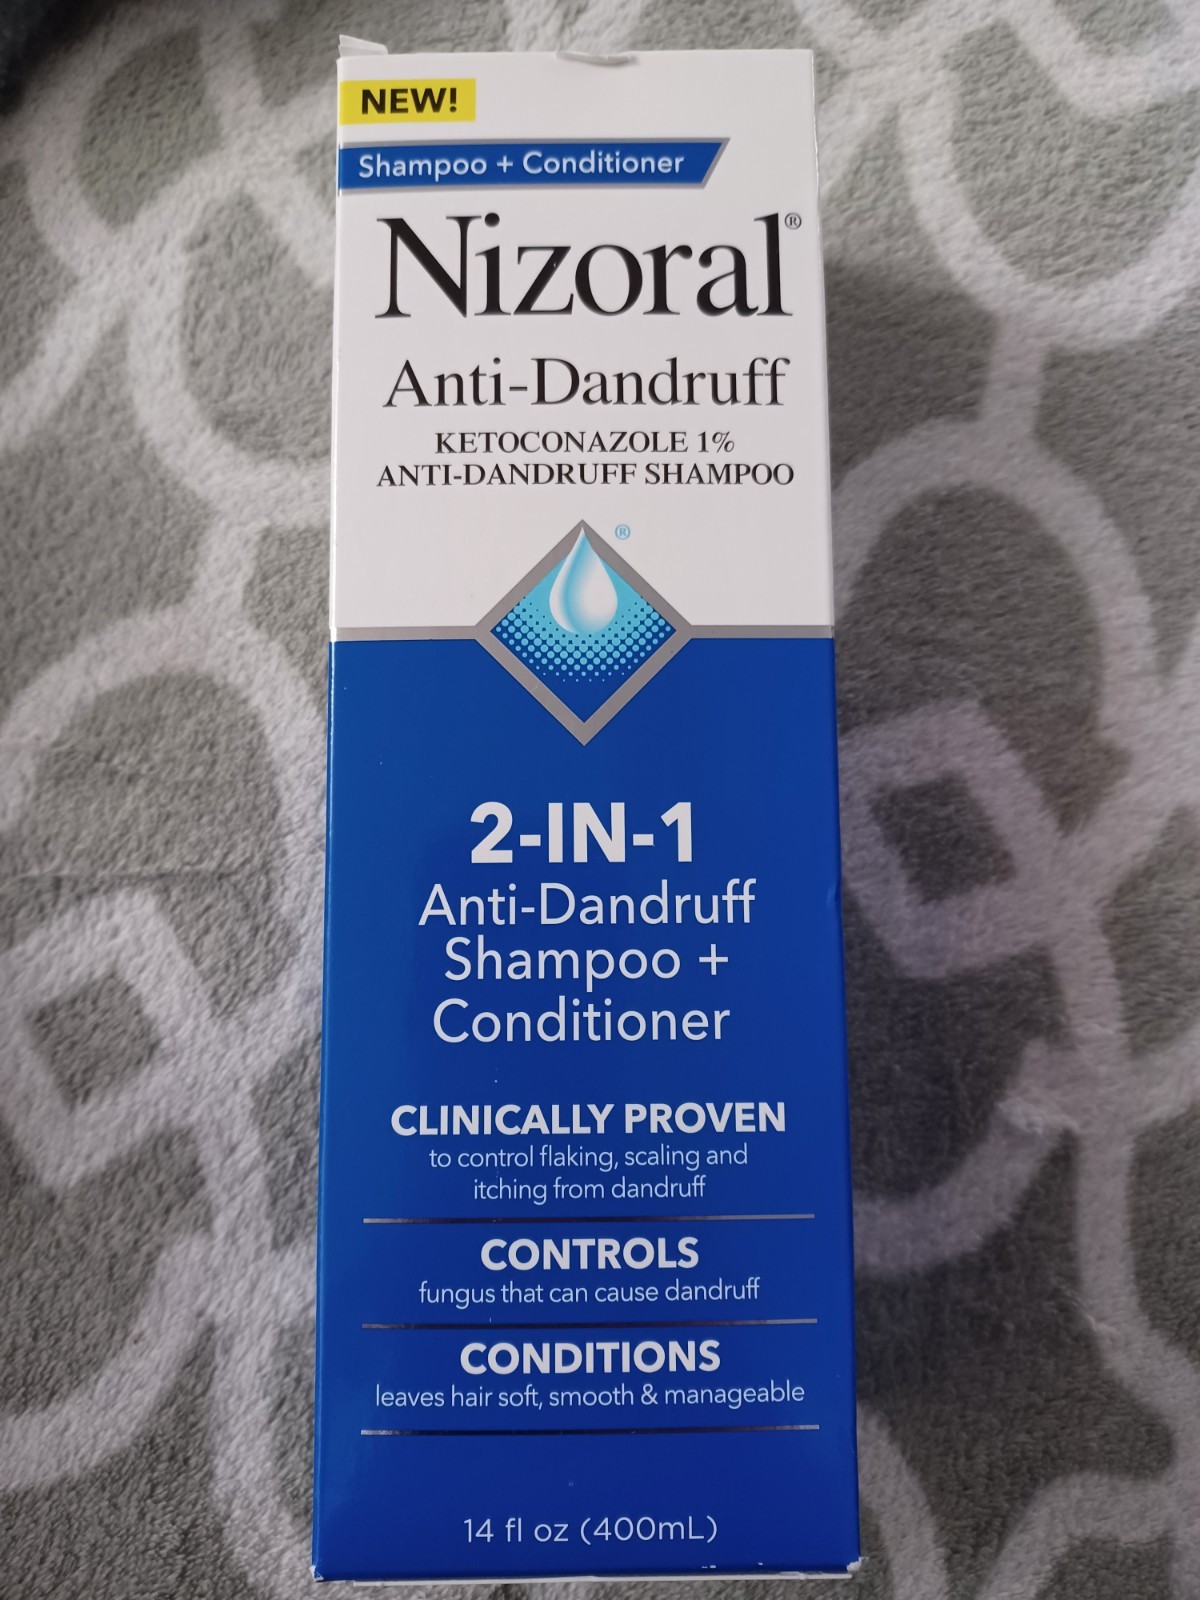 NEW!
Shampoo + Conditioner
Nizoral®
Anti-Dandruff
KETOCONAZOLE 1%
ANTI-DANDRUFF SHAMPOO
®
2-IN-1
Anti-Dandruff
Shampoo +
Conditioner
CLINICALLY PROVEN
to control flaking, scaling and
itching from dandruff
CONTROLS
fungus that can cause dandruff
CONDITIONS
leaves hair soft, smooth & manageable
14 fl oz (400mL)